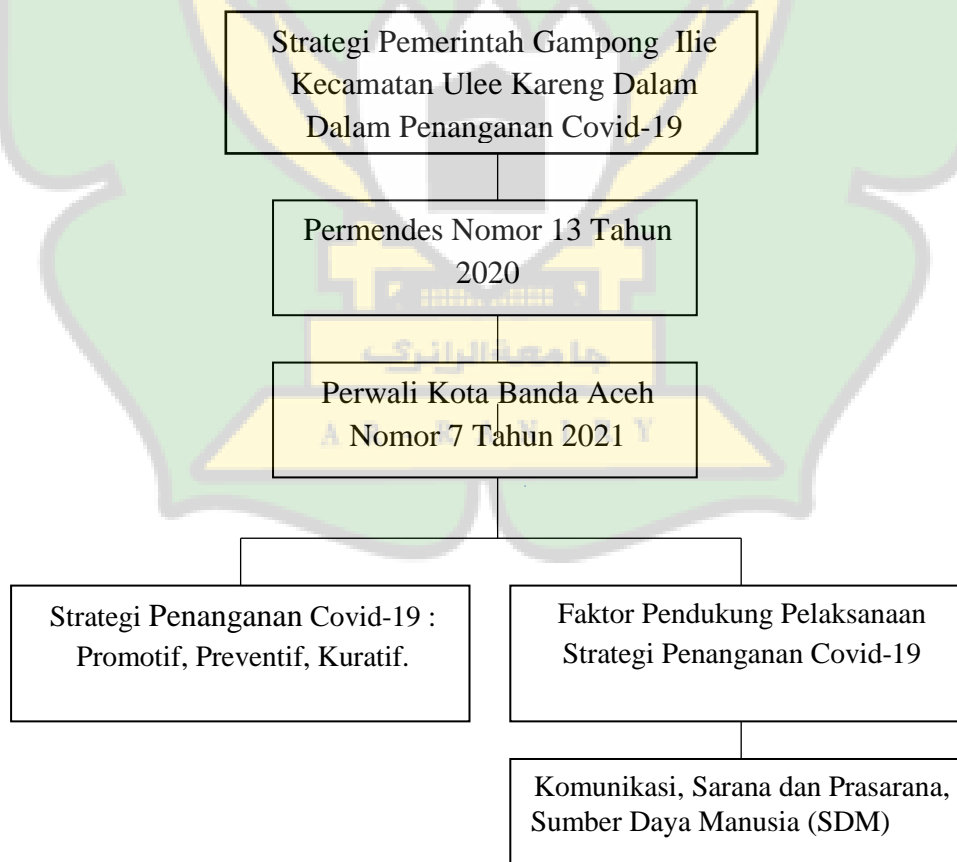 Strategi Pemerintah Gampong Ilie
Kecamatan Ulee Kareng Dalam
Dalam Penanganan Covid-19
Permendes Nomor 13 Tahun
2020
جامعةالرانري
Perwali Kota Banda Aceh
Nomor 7 Tahun 2021
Strategi Penanganan Covid-19 :
Promotif, Preventif, Kuratif.
Faktor Pendukung Pelaksanaan
Strategi Penanganan Covid-19
Komunikasi, Sarana dan Prasarana,
Sumber Daya Manusia (SDM)